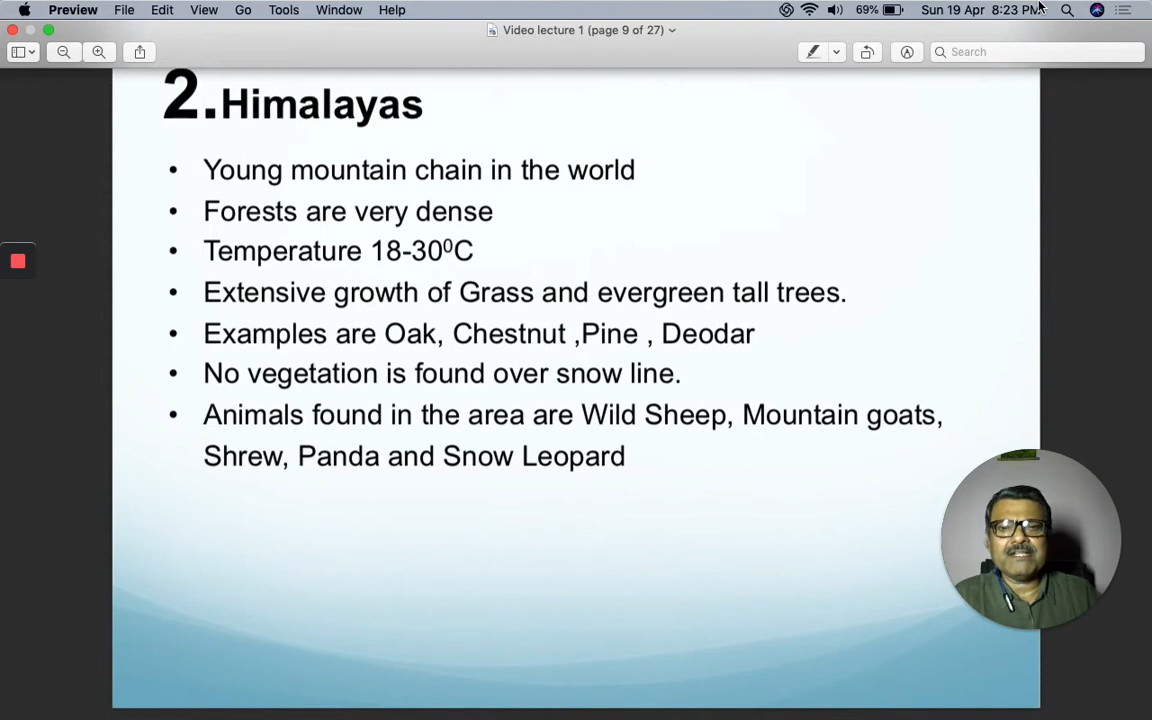 Preview File Edit View Go Tools Window Help 69% Sun 19 Apr 8:23 PM
Video lecture 1 (page 9 of 27)
Search
2.Himalayas
• Young mountain chain in the world
• Forests are very dense
• Temperature 18-30⁰C
• Extensive growth of Grass and evergreen tall trees.
• Examples are Oak, Chestnut ,Pine , Deodar
• No vegetation is found over snow line.
• Animals found in the area are Wild Sheep, Mountain goats,
Shrew, Panda and Snow Leopard